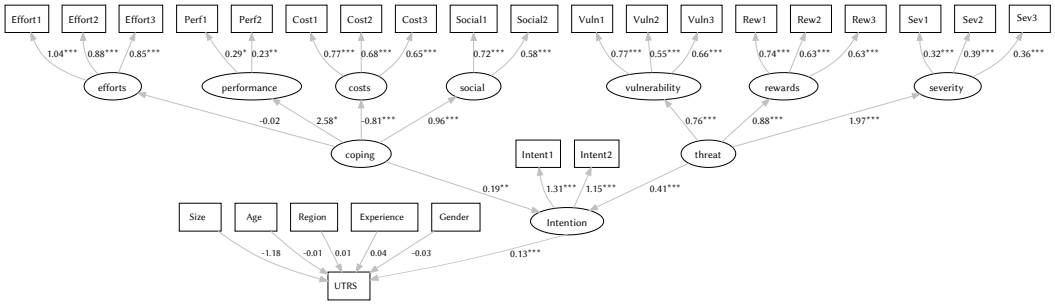 Effort1 Effort2 Effort3 Perf1 Perf2 Cost1 Cost2 Cost3 Social1 Social2 Vuln1 Vuln2 Vuln3 Rew1 Rew2 Rew3 Sev1 Sev2 Sev3
1.04*** 0.88*** 0.85*** 0.29* 0.23** 0.77*** 0.68*** 0.65*** 0.72*** 0.58*** 0.77*** 0.55*** 0.66*** 0.74*** 0.63*** 0.63*** 0.32*** 0.39*** 0.36***
efforts performance costs social vulnerability rewards severity
-0.02 2.58* -0.81*** 0.96*** 0.76*** 0.88*** 1.97***
coping Intent1 Intent2 threat
0.19** 1.31*** 1.15*** 0.41***
Size Age Region Experience Gender Intention
-1.18 -0.01 0.01 0.04 -0.03 0.13***
UTRS